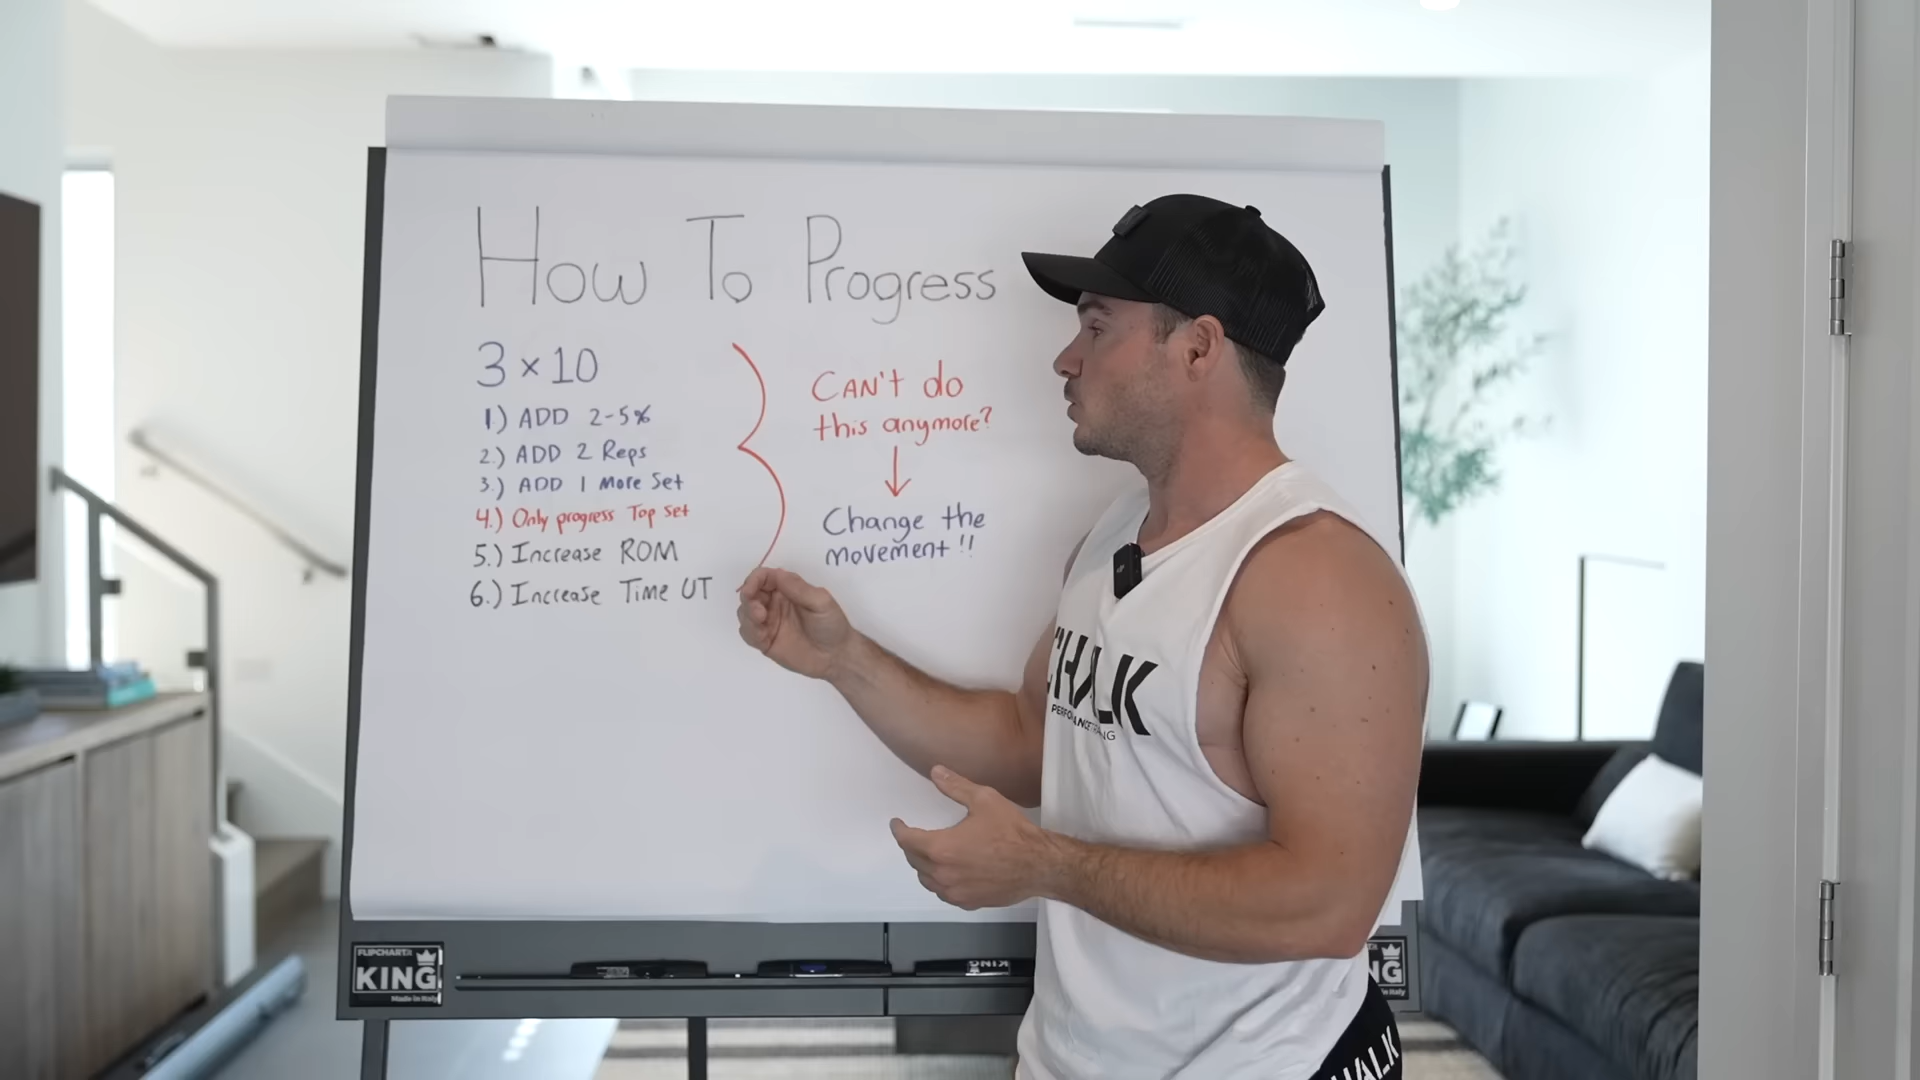 How To Progress
3 × 10
1.) ADD 2-5%
2.) ADD 2 Reps
3.) ADD 1 More Set
4.) Only progress Top set
5.) Increase ROM
6.) Increase Time UT
CAN'T do
this anymore?
Change the
movement!!
CHALK
FLIPCHART
KING
Made in Italy
KING
NG
HALK